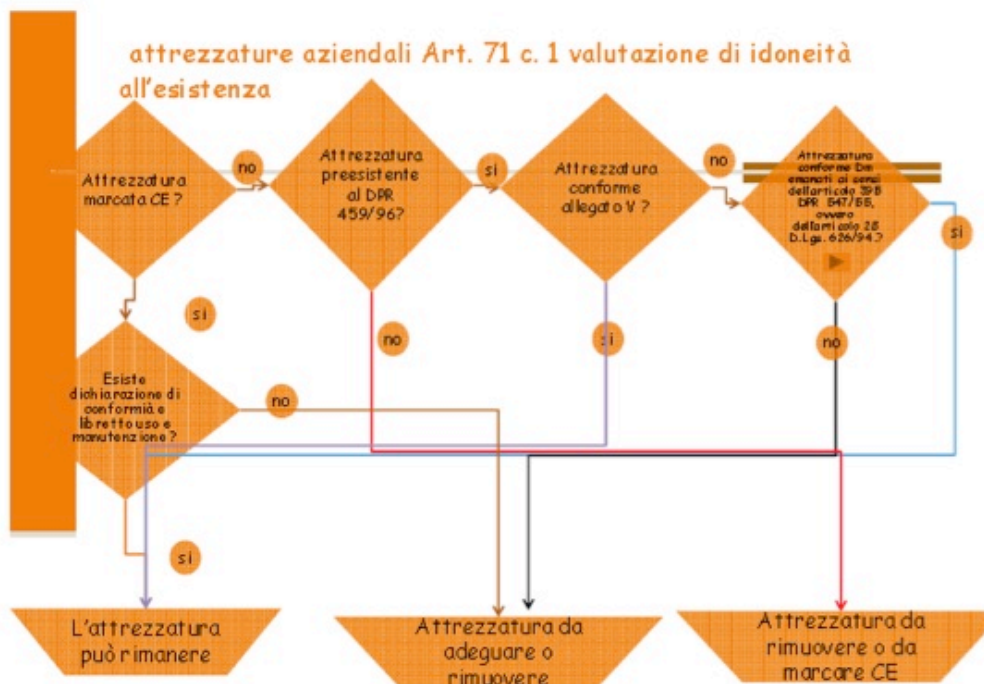 attrezzature aziendali Art. 71 c. 1 valutazione di idoneità
all'esistenza
Attrezzatura
marcata CE ?
no
Attrezzatura
preesistente
al DPR
459/96?
si
Attrezzatura
conforme
allegato V ?
no
Attrezzatura
conforme Dm
emanati ai sensi
dell'articolo 395
DPR 547/55,
ovvero
dell'articolo 28
D.Lgs. 626/94?
si
si
no
si
no
Esiste
dichiarazione di
conformià e
libretto uso e
manutenzione ?
no
si
L'attrezzatura
può rimanere
Attrezzatura da
adeguare o
rimuovere
Attrezzatura da
rimuovere o da
marcare CE